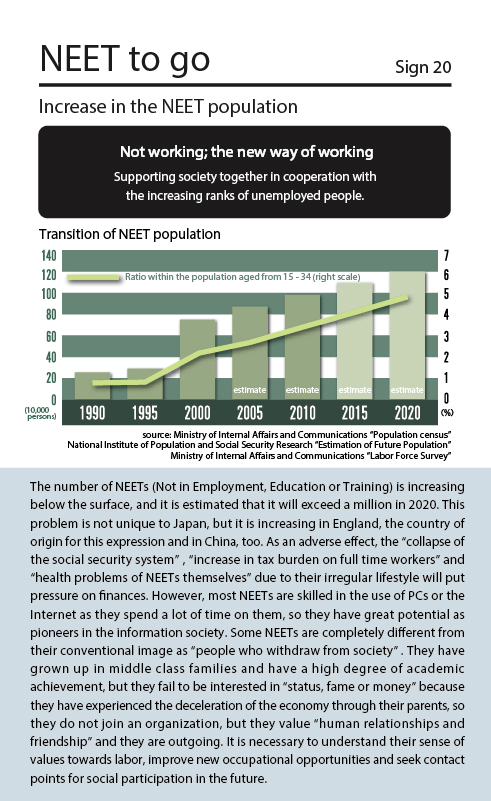 NEET to go
Sign 20
Increase in the NEET population
Not working; the new way of working
Supporting society together in cooperation with
the increasing ranks of unemployed people.
Transition of NEET population
140 7
120 6
Ratio within the population aged from 15 - 34 (right scale)
100 5
80 4
60 3
40 2
20 1
0 0
estimate estimate estimate estimate
(10,000
persons)
1990 1995 2000 2005 2010 2015 2020
(%)
source: Ministry of Internal Affairs and Communications "Population census"
National Institute of Population and Social Security Research "Estimation of Future Population"
Ministry of Internal Affairs and Communications "Labor Force Survey"
The number of NEETs (Not in Employment, Education or Training) is increasing
below the surface, and it is estimated that it will exceed a million in 2020. This
problem is not unique to Japan, but it is increasing in England, the country of
origin for this expression and in China, too. As an adverse effect, the "collapse of
the social security system" , "increase in tax burden on full time workers" and
"health problems of NEETs themselves" due to their irregular lifestyle will put
pressure on finances. However, most NEETs are skilled in the use of PCs or the
Internet as they spend a lot of time on them, so they have great potential as
pioneers in the information society. Some NEETs are completely different from
their conventional image as "people who withdraw from society" . They have
grown up in middle class families and have a high degree of academic
achievement, but they fail to be interested in "status, fame or money" because
they have experienced the deceleration of the economy through their parents, so
they do not join an organization, but they value "human relationships and
friendship" and they are outgoing. It is necessary to understand their sense of
values towards labor, improve new occupational opportunities and seek contact
points for social participation in the future.